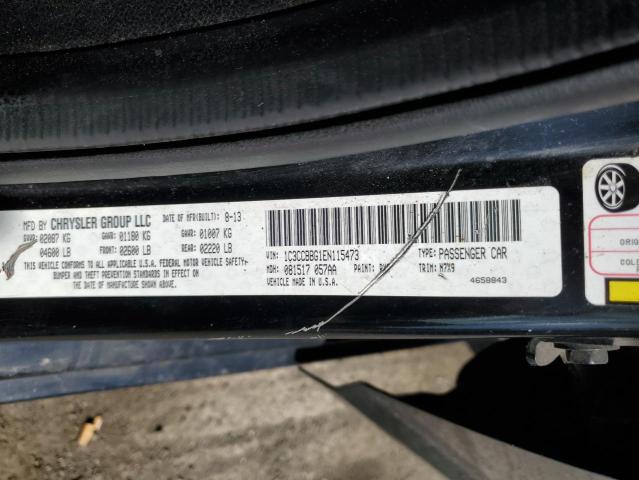 MFD BY CHRYSLER GROUP LLC
DATE OF MFR(BUILT): 8-13
GVWR: 02087 KG GAWR: 01180 KG GAWR: 01007 KG
04600 LB FRONT: 02600 LB REAR: 02220 LB
THIS VEHICLE CONFORMS TO ALL APPLICABLE U.S.A. FEDERAL MOTOR VEHICLE SAFETY,
BUMPER AND THEFT PREVENTION STANDARDS IN EFFECT ON
THE DATE OF MANUFACTURE SHOWN ABOVE.
VIN: 1C3CCBBG1EN115473 TYPE: PASSENGER CAR
MDH: 081517 057AA PAINT: TRIM: M7X9
VEHICLE MADE IN U.S.A. 4658843
ORIG
COLD